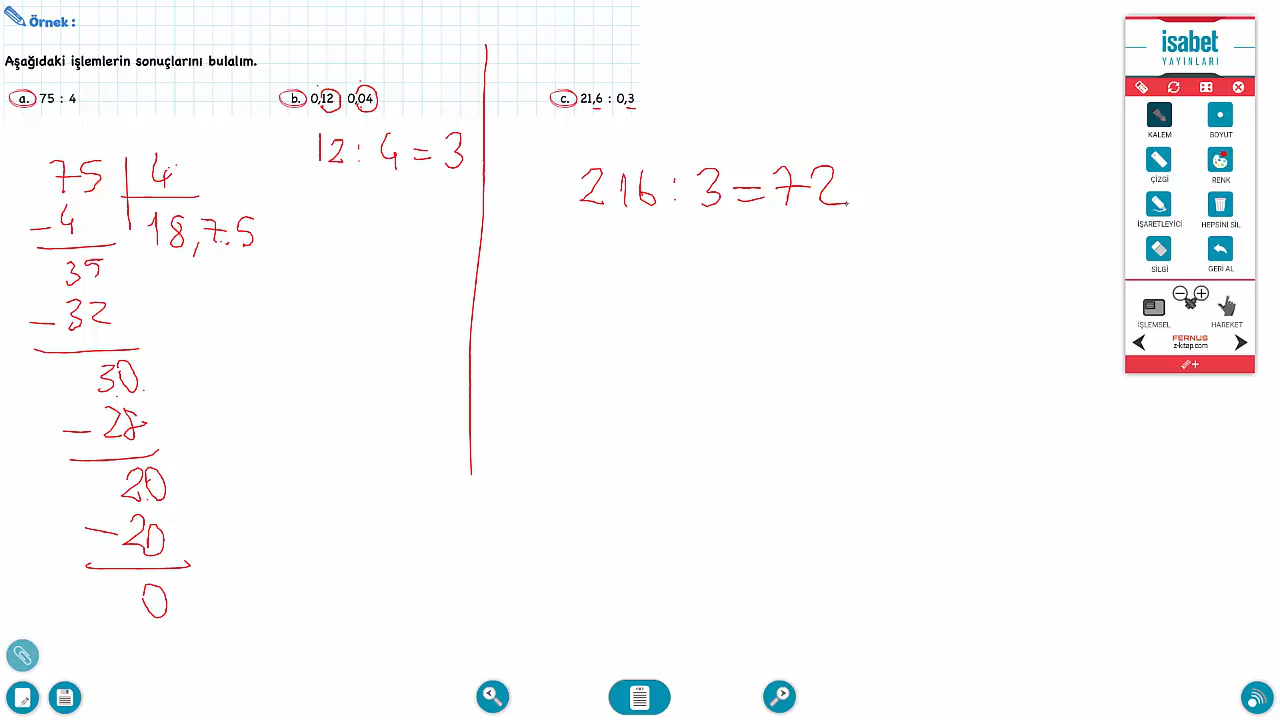 Örnek :
Aşağıdaki işlemlerin sonuçlarını bulalım.
a. 75 : 4
b. 0,12 : 0,04
c. 21,6 : 0,3
75 4
- 4 18,75
35
- 32
30
- 28
20
- 20
0
12 : 4 = 3
216 : 3 = 72
isabet
YAYINLARI
KALEM BOYUT
ÇİZGİ RENK
İŞARETLEYİCİ HEPSİNİ SİL
SİLGİ GERİ AL
İŞLEMSEL HAREKET
FERNUS
z-kitap.com